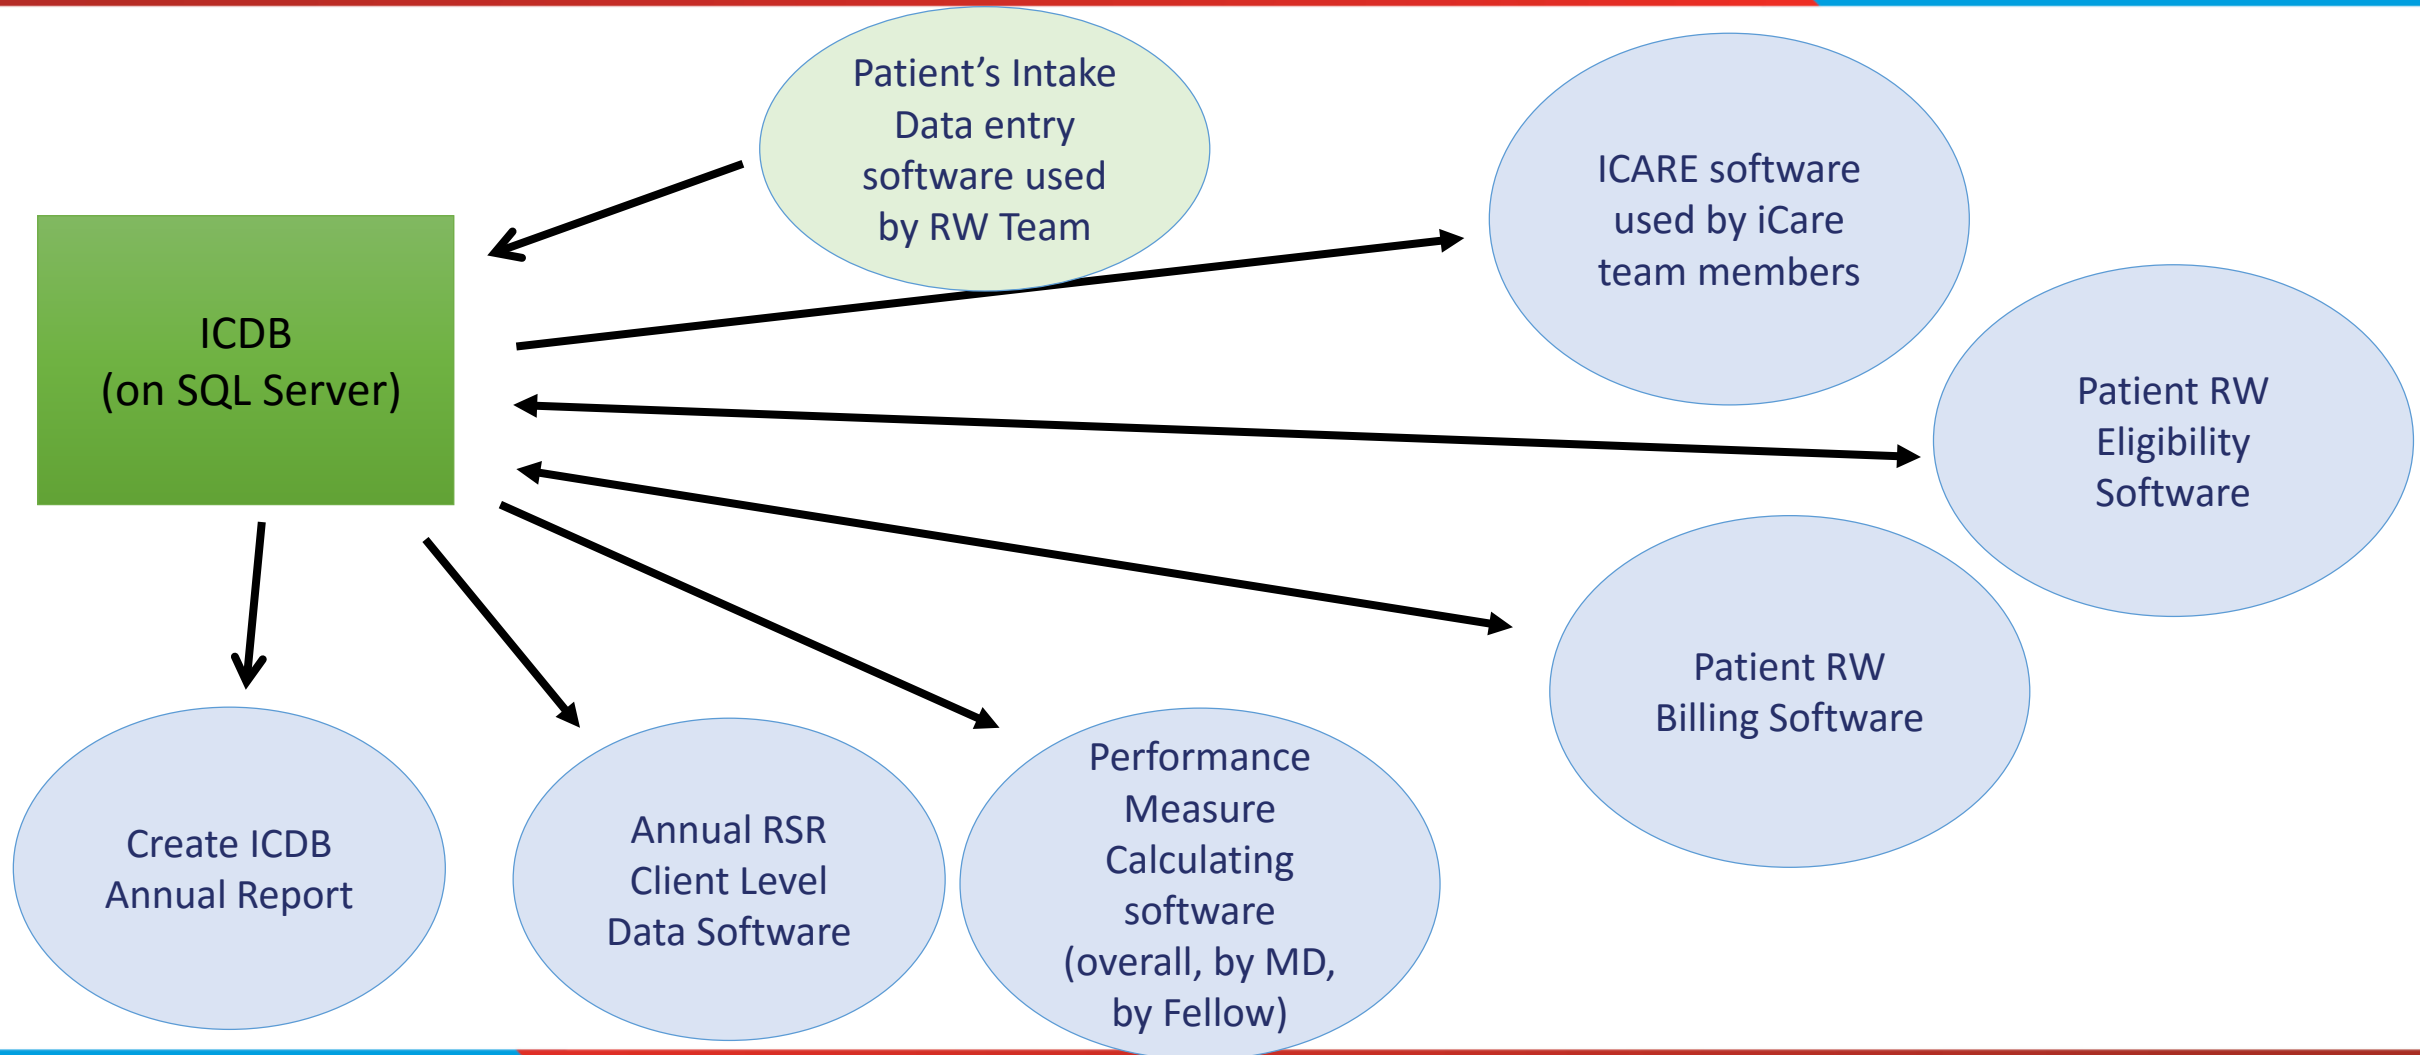 Patient’s Intake
Data entry
software used
by RW Team
ICARE software
used by iCare
team members
ICDB
(on SQL Server)
Patient RW
Eligibility
Software
Patient RW
Billing Software
Create ICDB
Annual Report
Annual RSR
Client Level
Data Software
Performance
Measure
Calculating
software
(overall, by MD,
by Fellow)